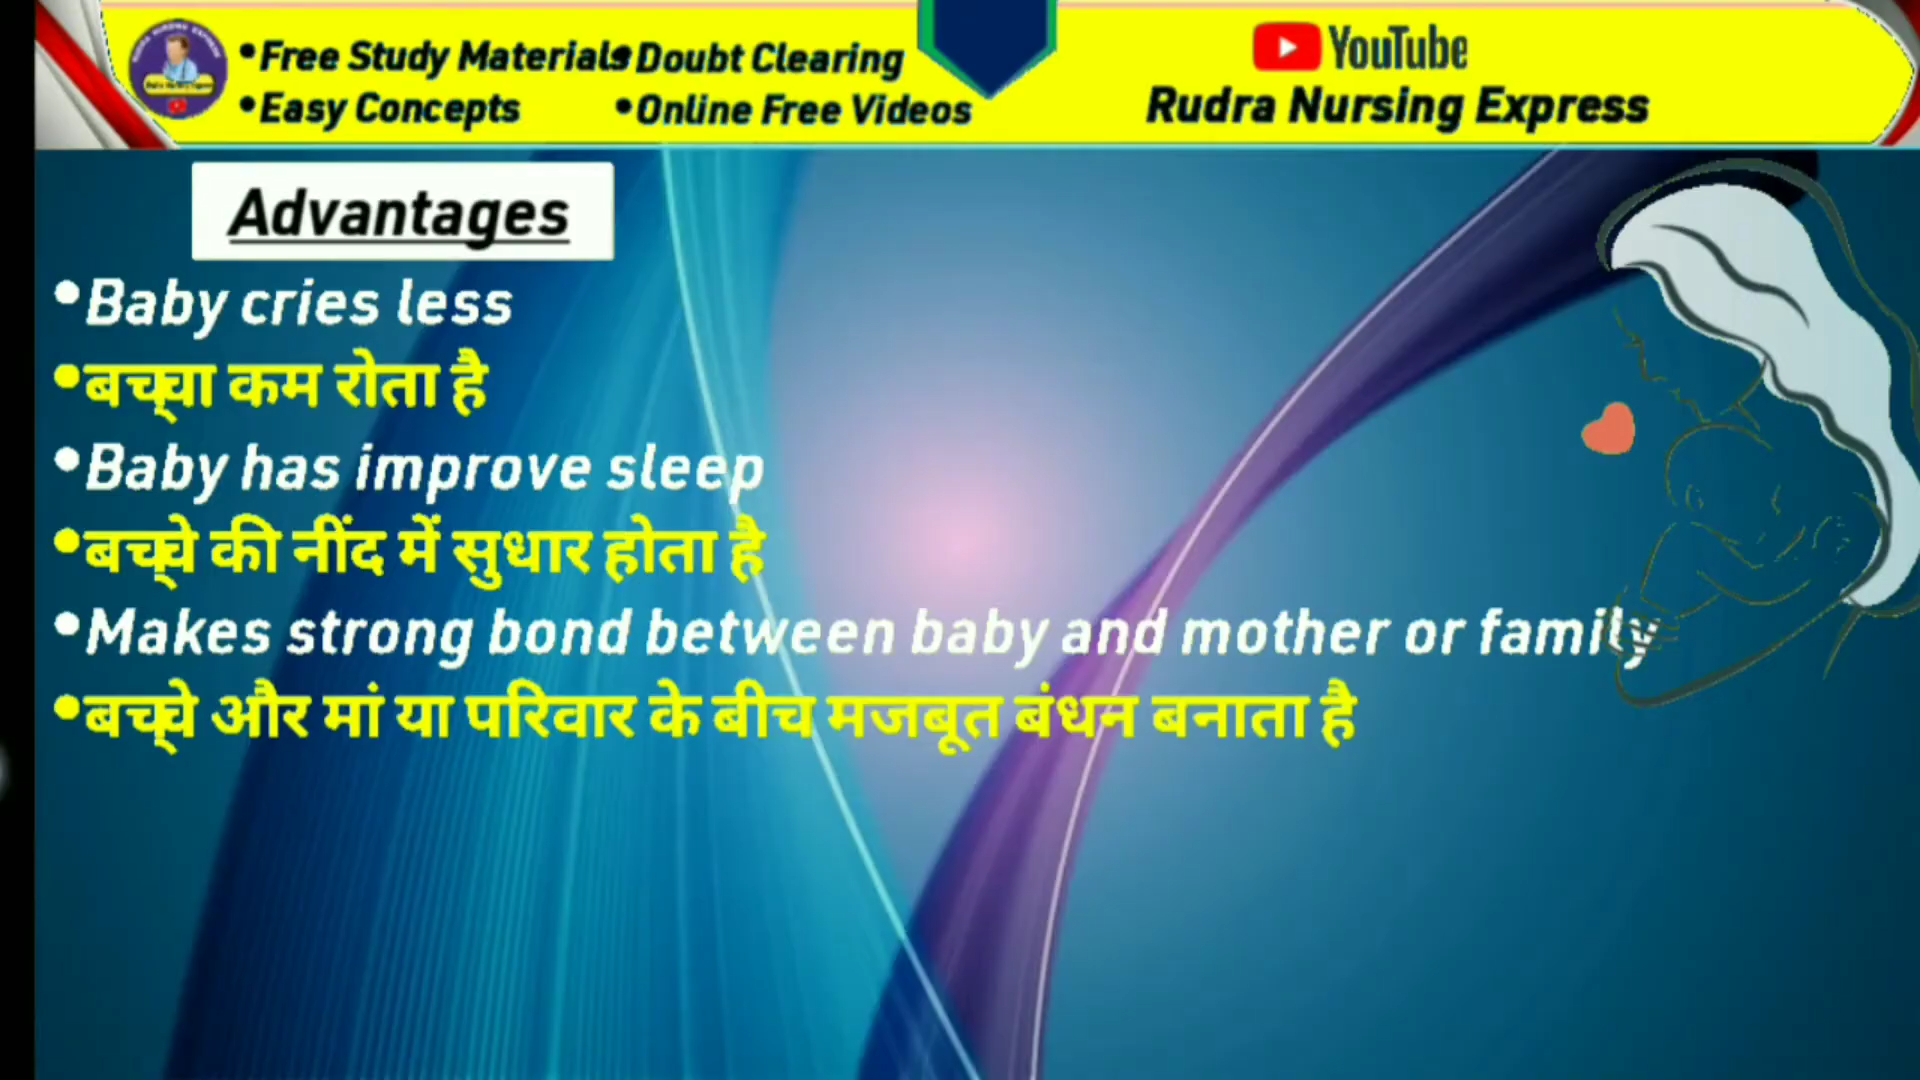 •Free Study Materials
•Doubt Clearing
•Easy Concepts
•Online Free Videos
YouTube
Rudra Nursing Express
Advantages
•Baby cries less
•बच्चा कम रोता है
•Baby has improve sleep
•बच्चे की नींद में सुधार होता है
•Makes strong bond between baby and mother or family
•बच्चे और मां या परिवार के बीच मजबूत बंधन बनाता है